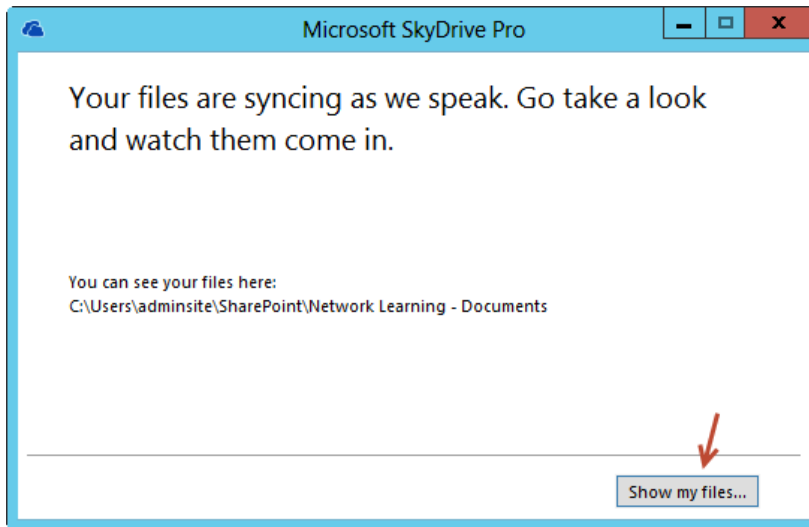 Microsoft SkyDrive Pro
Your files are syncing as we speak. Go take a look
and watch them come in.
You can see your files here:
C:\Users\adminsite\SharePoint\Network Learning - Documents
Show my files...